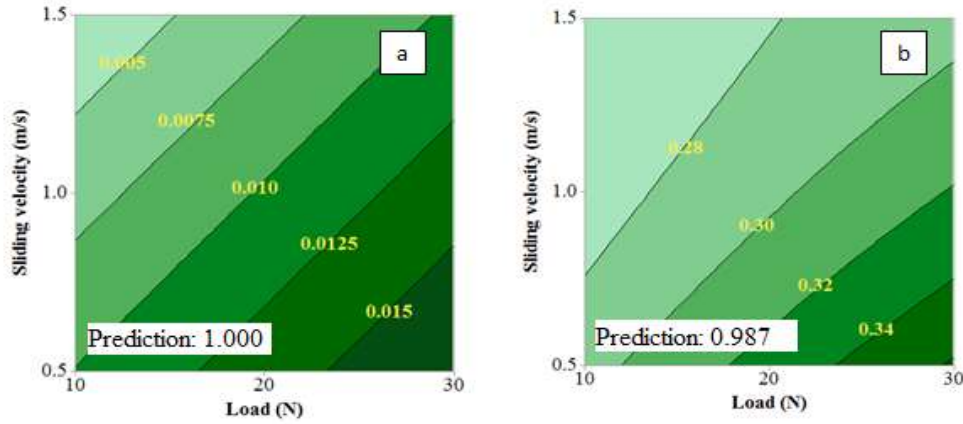 1.5
a
0.005
0.0075
Sliding velocity (m/s)
1.0
0.010
0.0125
0.015
Prediction: 1.000
0.5
10
20
30
Load (N)
1.5
b
0.28
Sliding velocity (m/s)
1.0
0.30
0.32
0.34
Prediction: 0.987
0.5
10
20
30
Load (N)